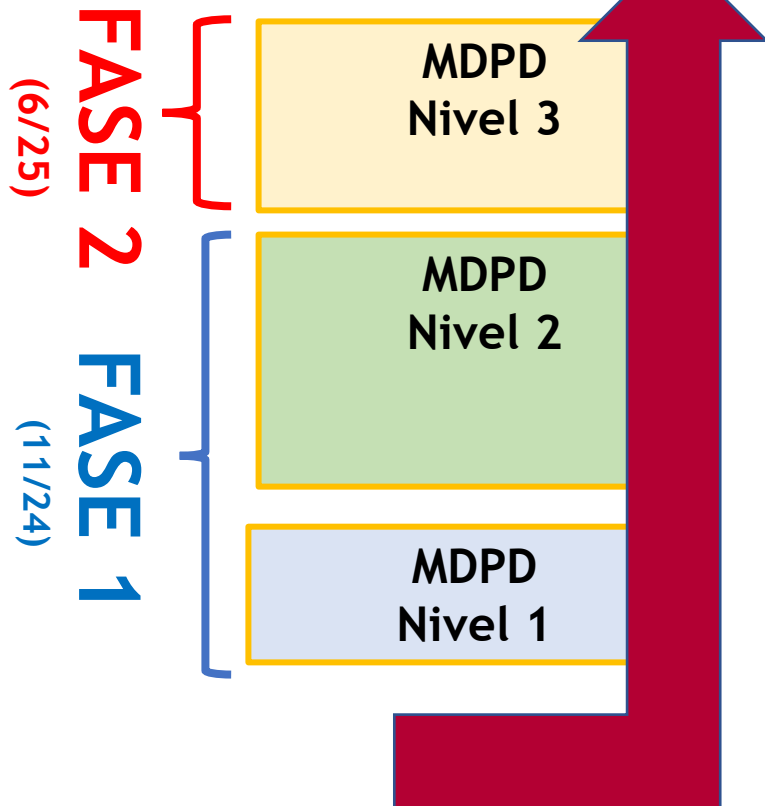 FASE 2
(6/25)
MDPD
Nivel 3
FASE 1
(11/24)
MDPD
Nivel 2
MDPD
Nivel 1